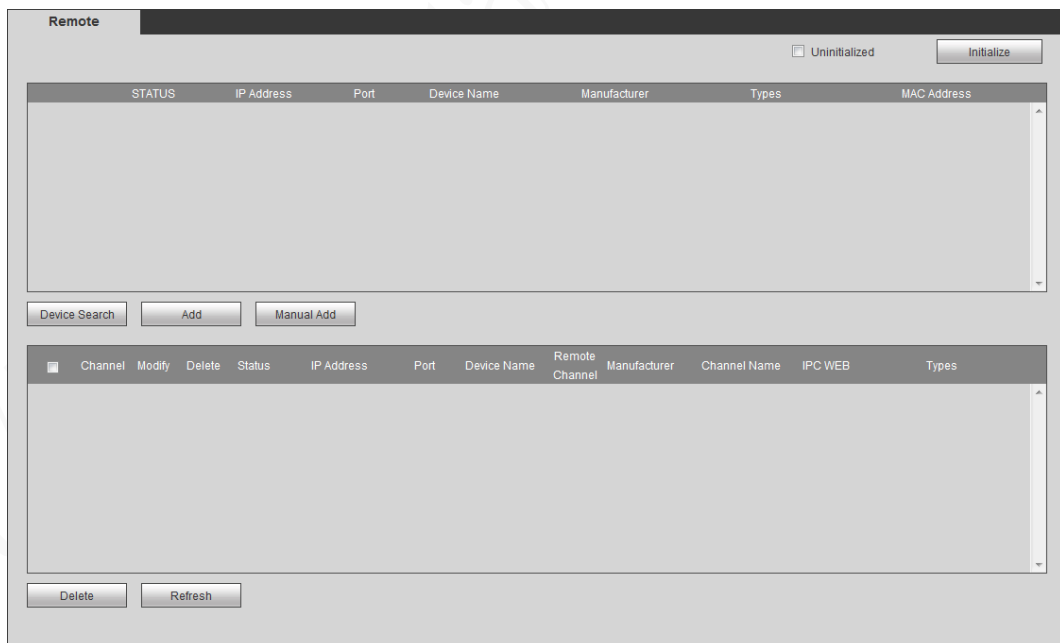 Remote
Uninitialized Initialize
STATUS IP Address Port Device Name Manufacturer Types MAC Address
Device Search Add Manual Add
Channel Modify Delete Status IP Address Port Device Name Remote Channel Manufacturer Channel Name IPC WEB Types
Delete Refresh